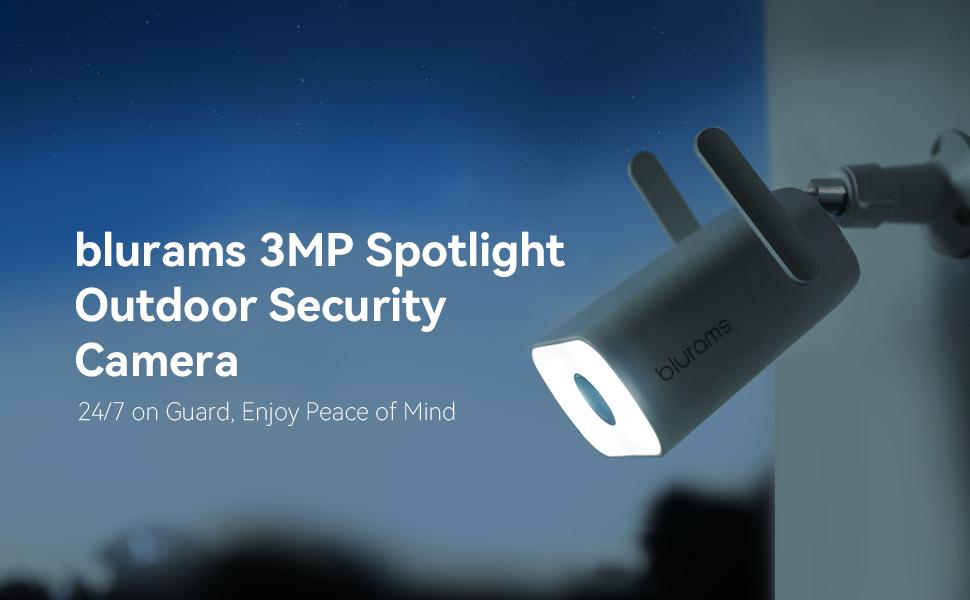 blurams 3MP Spotlight
Outdoor Security
Camera
24/7 on Guard, Enjoy Peace of Mind
blurams